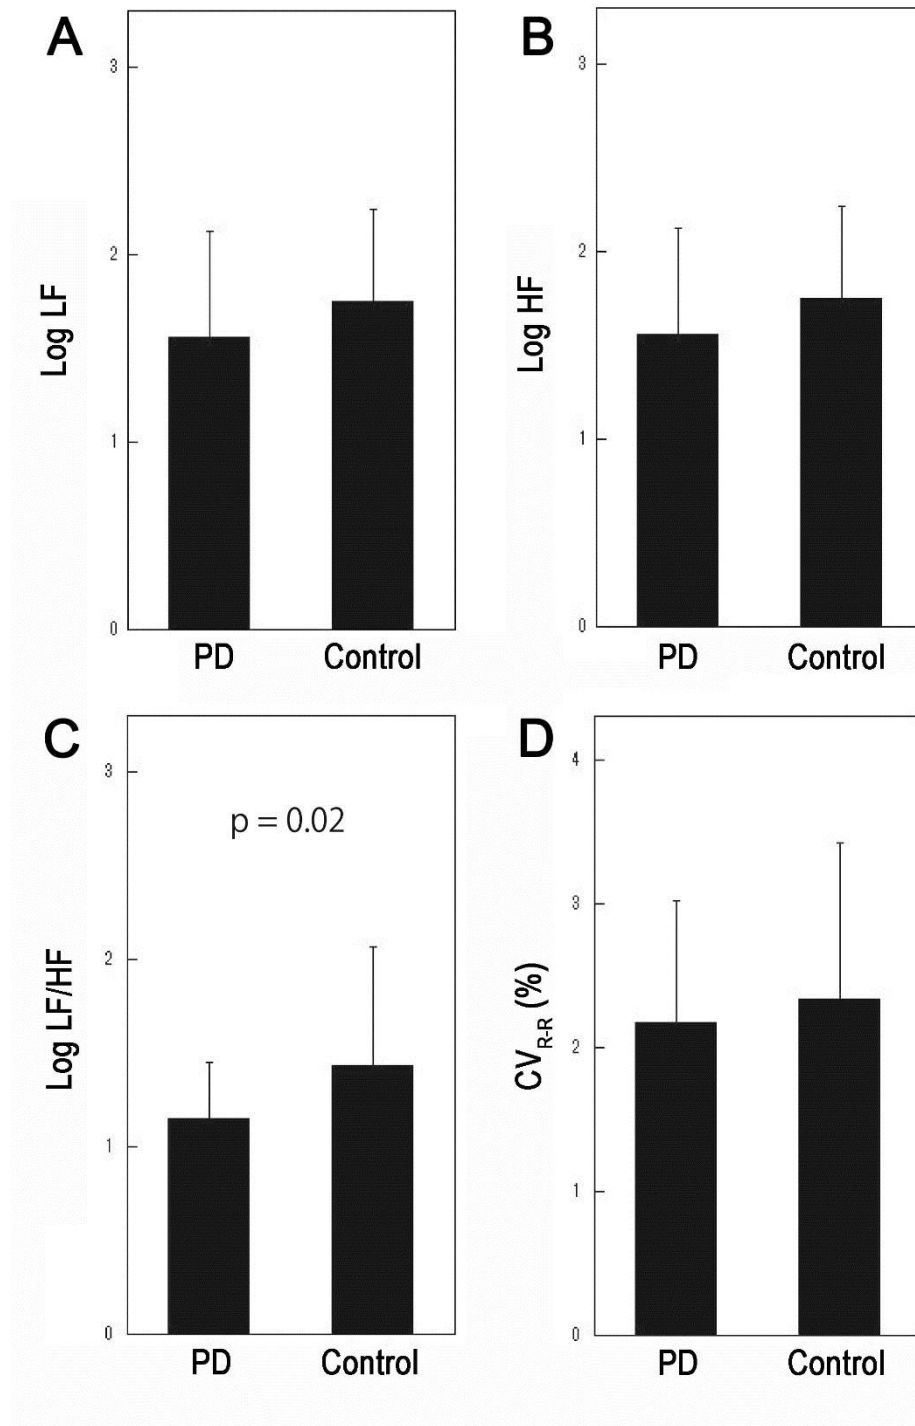 A
3
2
1
0
Log LF
PD Control
B
3
2
1
0
Log HF
PD Control
C
3
p = 0.02
2
1
0
Log LF/HF
PD Control
D
4
3
2
1
0
CV R-R (%)
PD Control